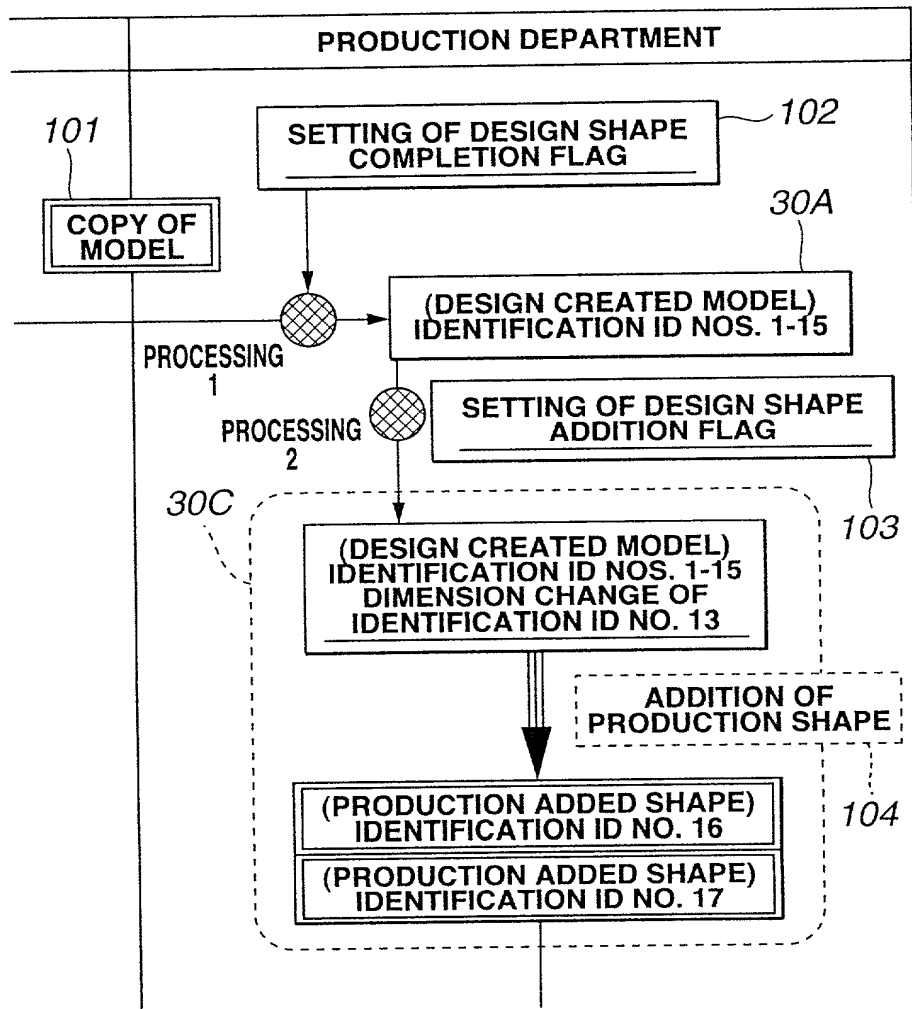 PRODUCTION DEPARTMENT
101
102
SETTING OF DESIGN SHAPE
COMPLETION FLAG
COPY OF
MODEL
30A
(DESIGN CREATED MODEL)
IDENTIFICATION ID NOS. 1-15
PROCESSING
1
SETTING OF DESIGN SHAPE
ADDITION FLAG
PROCESSING
2
103
30C
(DESIGN CREATED MODEL)
IDENTIFICATION ID NOS. 1-15
DIMENSION CHANGE OF
IDENTIFICATION ID NO. 13
ADDITION OF
PRODUCTION SHAPE
104
(PRODUCTION ADDED SHAPE)
IDENTIFICATION ID NO. 16
(PRODUCTION ADDED SHAPE)
IDENTIFICATION ID NO. 17